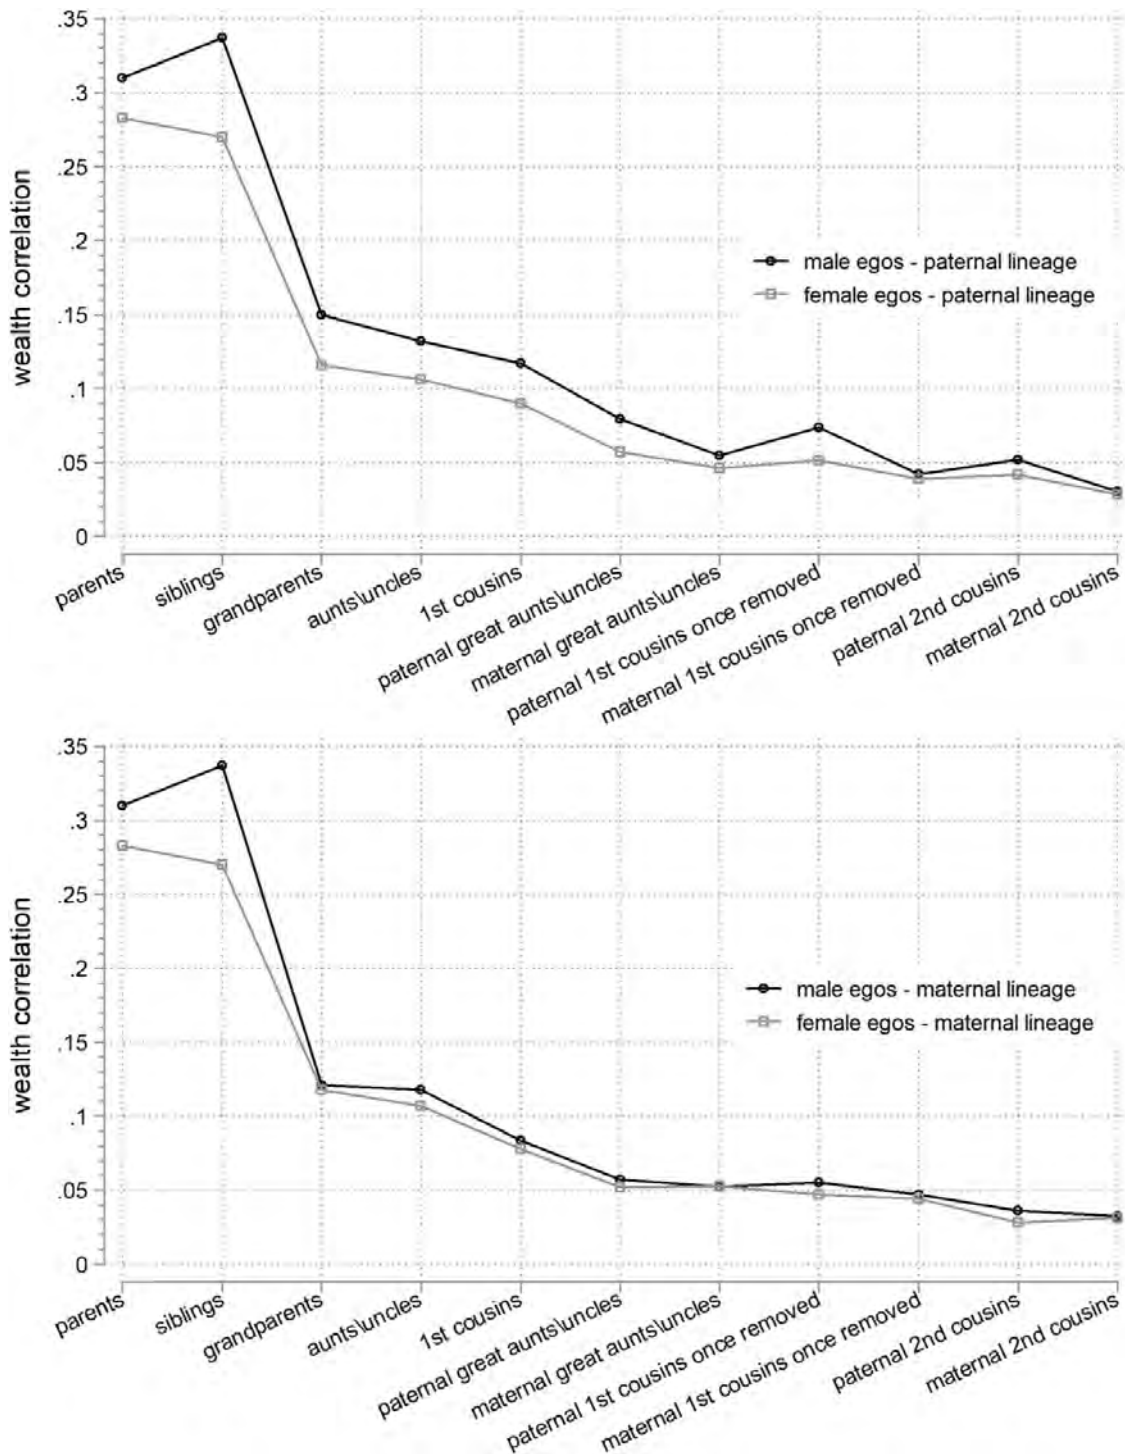 .35
.3
.25
.2
.15
.1
.05
0
wealth correlation
male egos - paternal lineage
female egos - paternal lineage
parents
siblings
grandparents
aunts\uncles
1st cousins
paternal great aunts\uncles
maternal great aunts\uncles
paternal 1st cousins once removed
maternal 1st cousins once removed
paternal 2nd cousins
maternal 2nd cousins
.35
.3
.25
.2
.15
.1
.05
0
wealth correlation
male egos - maternal lineage
female egos - maternal lineage
parents
siblings
grandparents
aunts\uncles
1st cousins
paternal great aunts\uncles
maternal great aunts\uncles
paternal 1st cousins once removed
maternal 1st cousins once removed
paternal 2nd cousins
maternal 2nd cousins